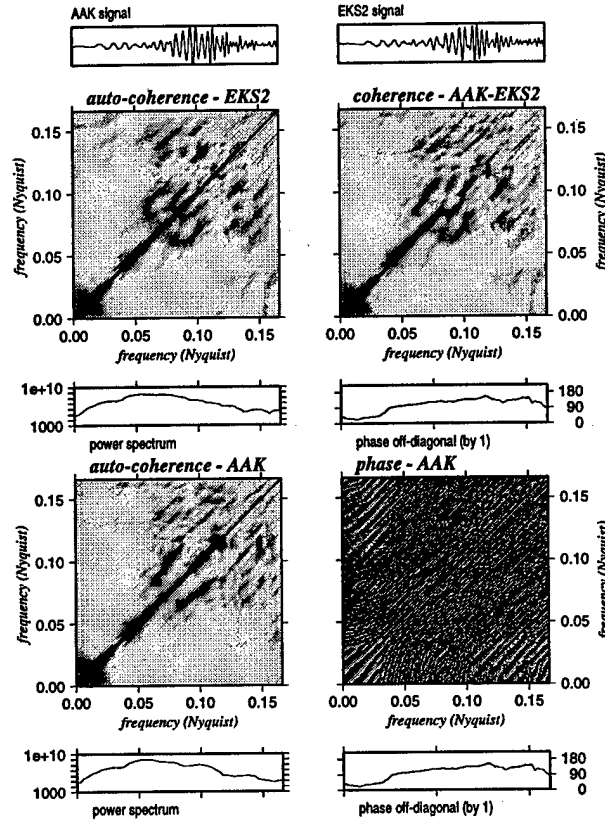 AAK signal
EKS2 signal
auto-coherence - EKS2
coherence - AAK-EKS2
0.15
0.10
0.05
0.00
frequency (Nyquist)
0.15
0.10
0.05
0.00
frequency (Nyquist)
0.00 0.05 0.10 0.15
frequency (Nyquist)
0.00 0.05 0.10 0.15
frequency (Nyquist)
1e+10
1000
power spectrum
180
90
0
phase off-diagonal (by 1)
auto-coherence - AAK
phase - AAK
0.15
0.10
0.05
0.00
frequency (Nyquist)
0.15
0.10
0.05
0.00
frequency (Nyquist)
0.00 0.05 0.10 0.15
frequency (Nyquist)
0.00 0.05 0.10 0.15
frequency (Nyquist)
1e+10
1000
power spectrum
180
90
0
phase off-diagonal (by 1)